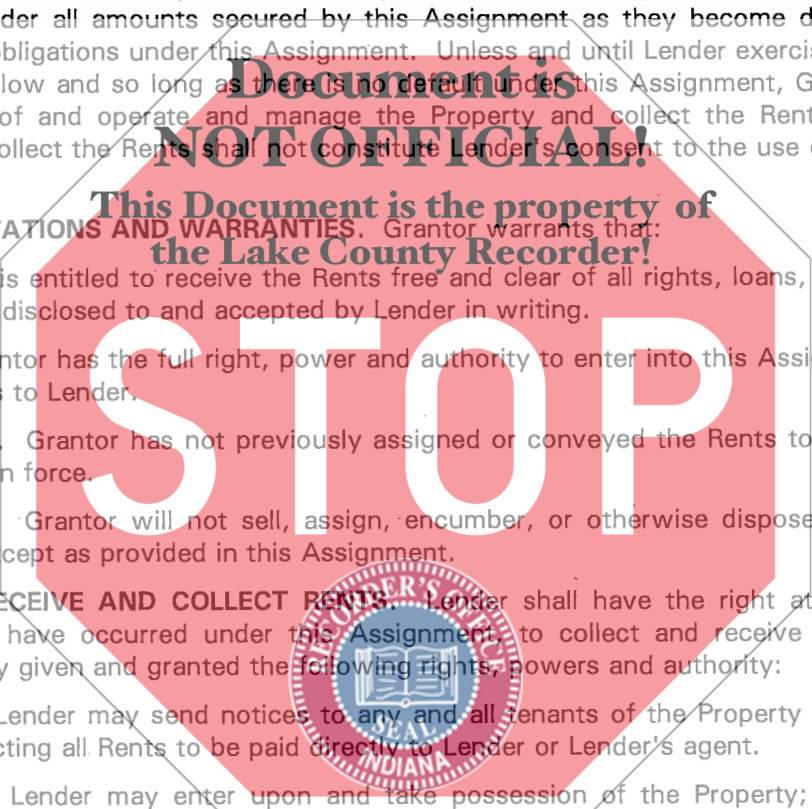 der all amounts secured by this Assignment as they become d
obligations under this Assignment. Unless and until Lender exercis
low and so long as there is no default under this Assignment, G
of and operate and manage the Property and collect the Rent
ollect the Rents shall not constitute Lender's consent to the use
Document is
NOT OFFICIAL!
This Document is the property of
the Lake County Recorder!
ATIONS AND WARRANTIES. Grantor warrants that:
is entitled to receive the Rents free and clear of all rights, loans,
disclosed to and accepted by Lender in writing.
ntor has the full right, power and authority to enter into this Assi
s to Lender.
. Grantor has not previously assigned or conveyed the Rents to
n force.
Grantor will not sell, assign, encumber, or otherwise dispose
cept as provided in this Assignment.
STOP
ECEIVE AND COLLECT RENTS. Lender shall have the right at
have occurred under this Assignment, to collect and receive
y given and granted the following rights, powers and authority:
Lender may send notices to any and all tenants of the Property
cting all Rents to be paid directly to Lender or Lender's agent.
Lender may enter upon and take possession of the Property;
RECORDER'S OFFICE
SEAL
INDIANA